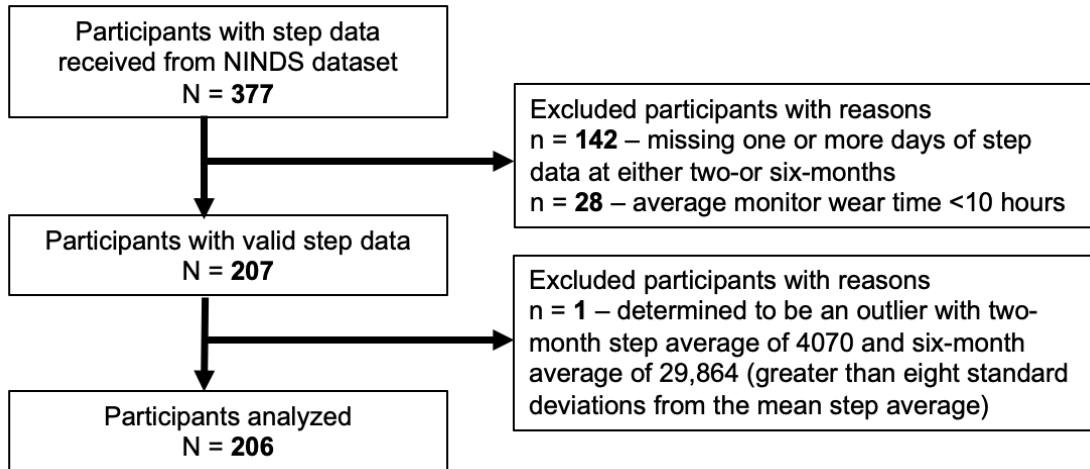 Participants with step data
received from NINDS dataset
N = 377
Excluded participants with reasons
n = 142 – missing one or more days of step
data at either two-or six-months
n = 28 – average monitor wear time <10 hours
Participants with valid step data
N = 207
Excluded participants with reasons
n = 1 – determined to be an outlier with two-
month step average of 4070 and six-month
average of 29,864 (greater than eight standard
deviations from the mean step average)
Participants analyzed
N = 206